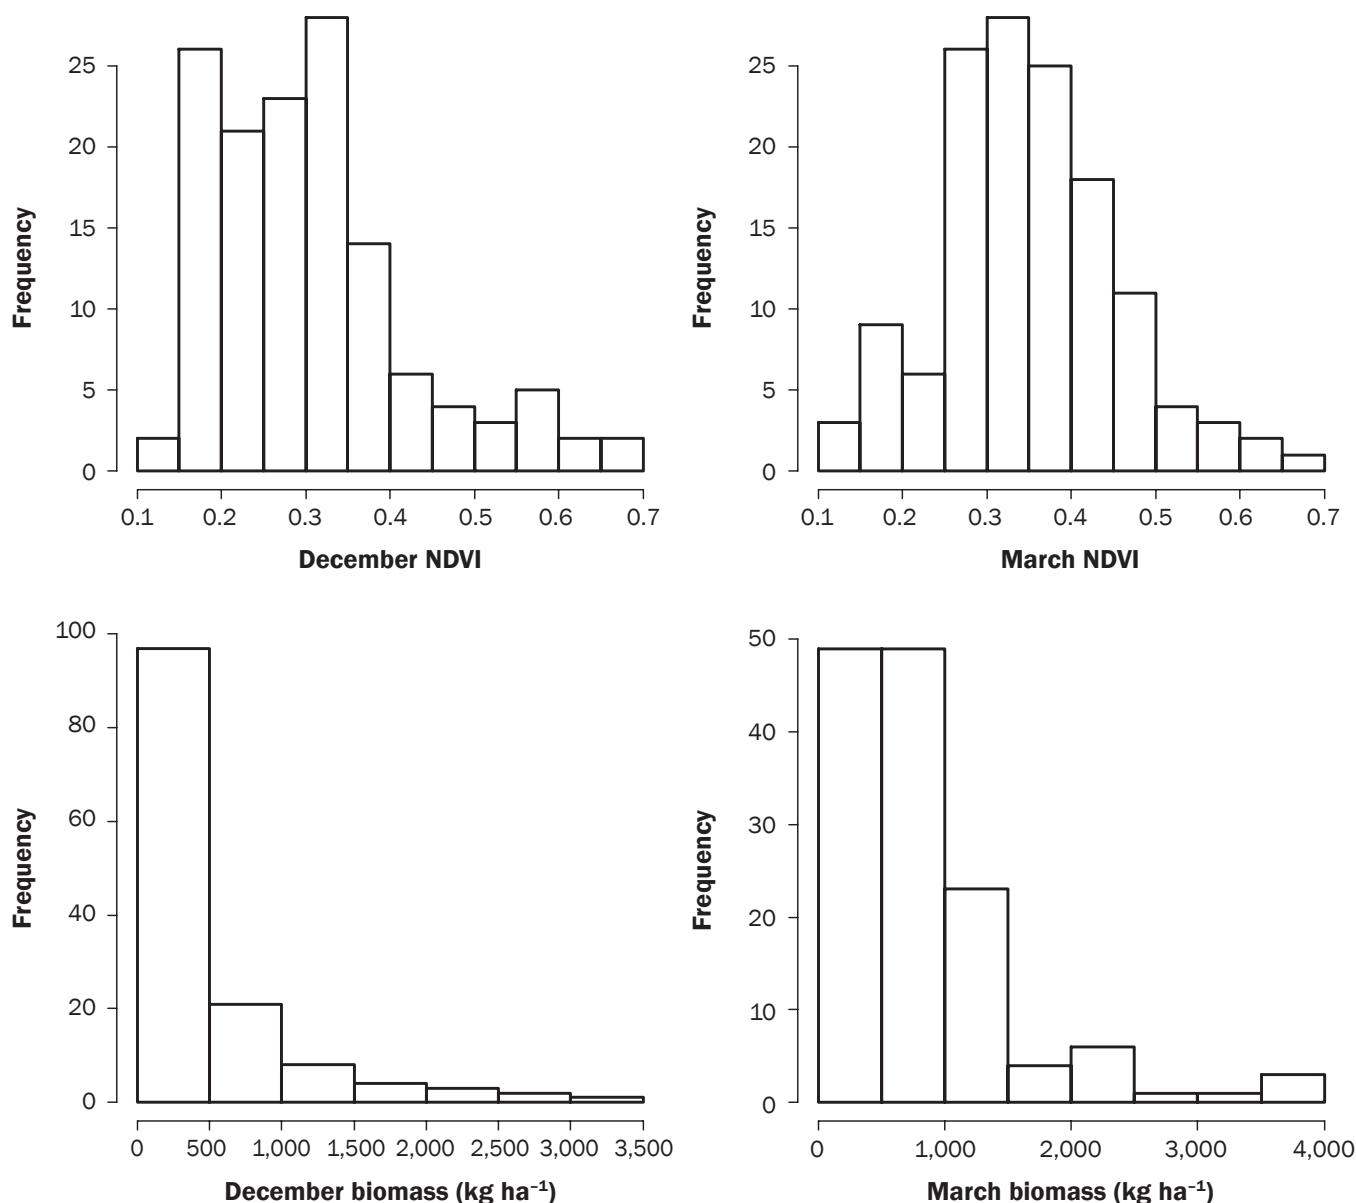 25
20
15
10
5
0
Frequency
0.1 0.2 0.3 0.4 0.5 0.6 0.7
December NDVI
25
20
15
10
5
0
Frequency
0.1 0.2 0.3 0.4 0.5 0.6 0.7
March NDVI
100
80
60
40
20
0
Frequency
0 500 1,000 1,500 2,000 2,500 3,000 3,500
December biomass (kg ha⁻¹)
50
40
30
20
10
0
Frequency
0 1,000 2,000 3,000 4,000
March biomass (kg ha⁻¹)